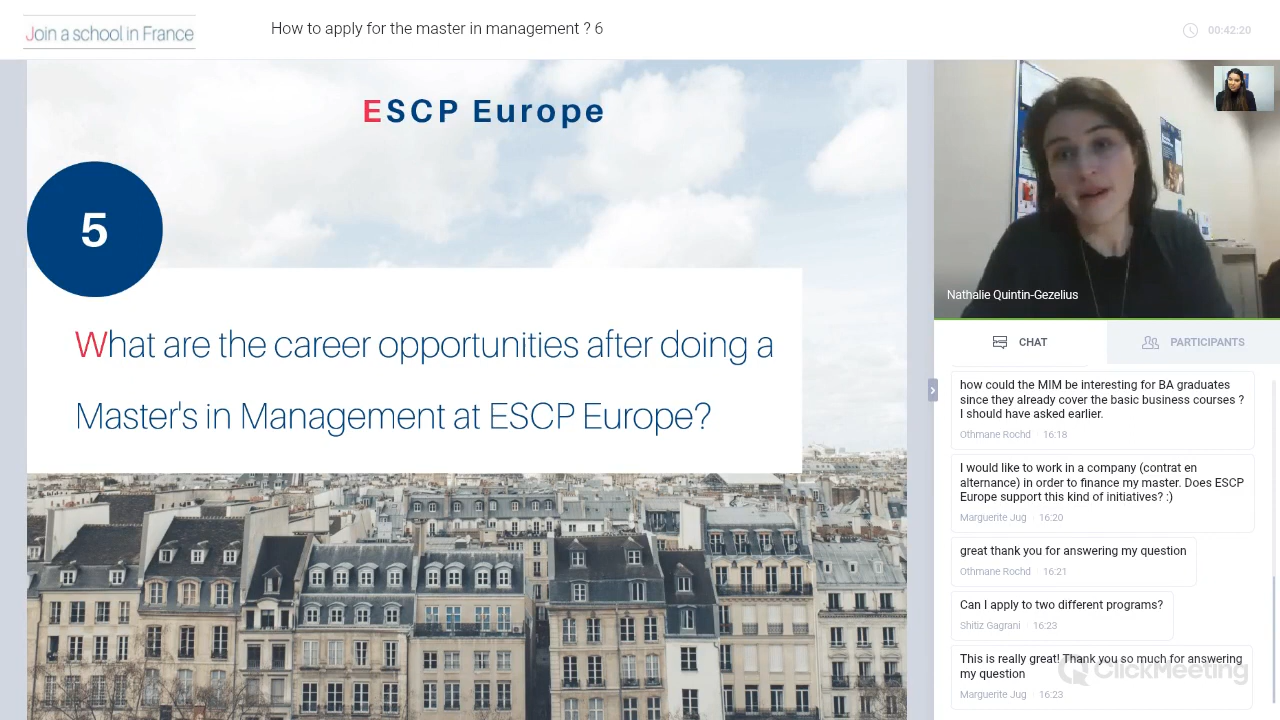 Join a school in France
How to apply for the master in management ? 6
00:42:20
ESCP Europe
5
What are the career opportunities after doing a
Master's in Management at ESCP Europe?
Nathalie Quintin-Gezelius
CHAT
PARTICIPANTS
how could the MIM be interesting for BA graduates
since they already cover the basic business courses ?
I should have asked earlier.
Othmane Rochd 16:18
I would like to work in a company (contrat en
alternance) in order to finance my master. Does ESCP
Europe support this kind of initiatives? :)
Marguerite Jug 16:20
great thank you for answering my question
Othmane Rochd 16:21
Can I apply to two different programs?
Shitiz Gagrani 16:23
This is really great! Thank you so much for answering
my question
Marguerite Jug 16:23
ClickMeeting